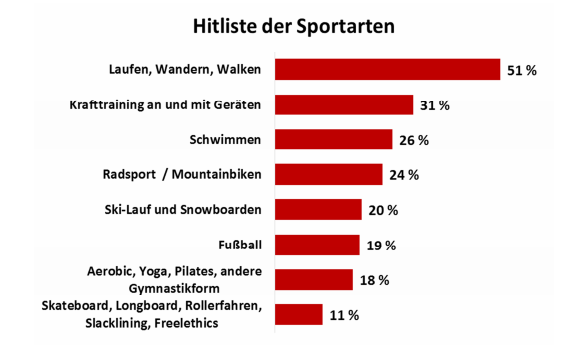 Hitliste der Sportarten
Laufen, Wandern, Walken
51 %
Krafttraining an und mit Geräten
31 %
Schwimmen
26 %
Radsport / Mountainbiken
24 %
Ski-Lauf und Snowboarden
20 %
Fußball
19 %
Aerobic, Yoga, Pilates, andere
Gymnastikform
18 %
Skateboard, Longboard, Rollerfahren,
Slacklining, Freelethics
11 %